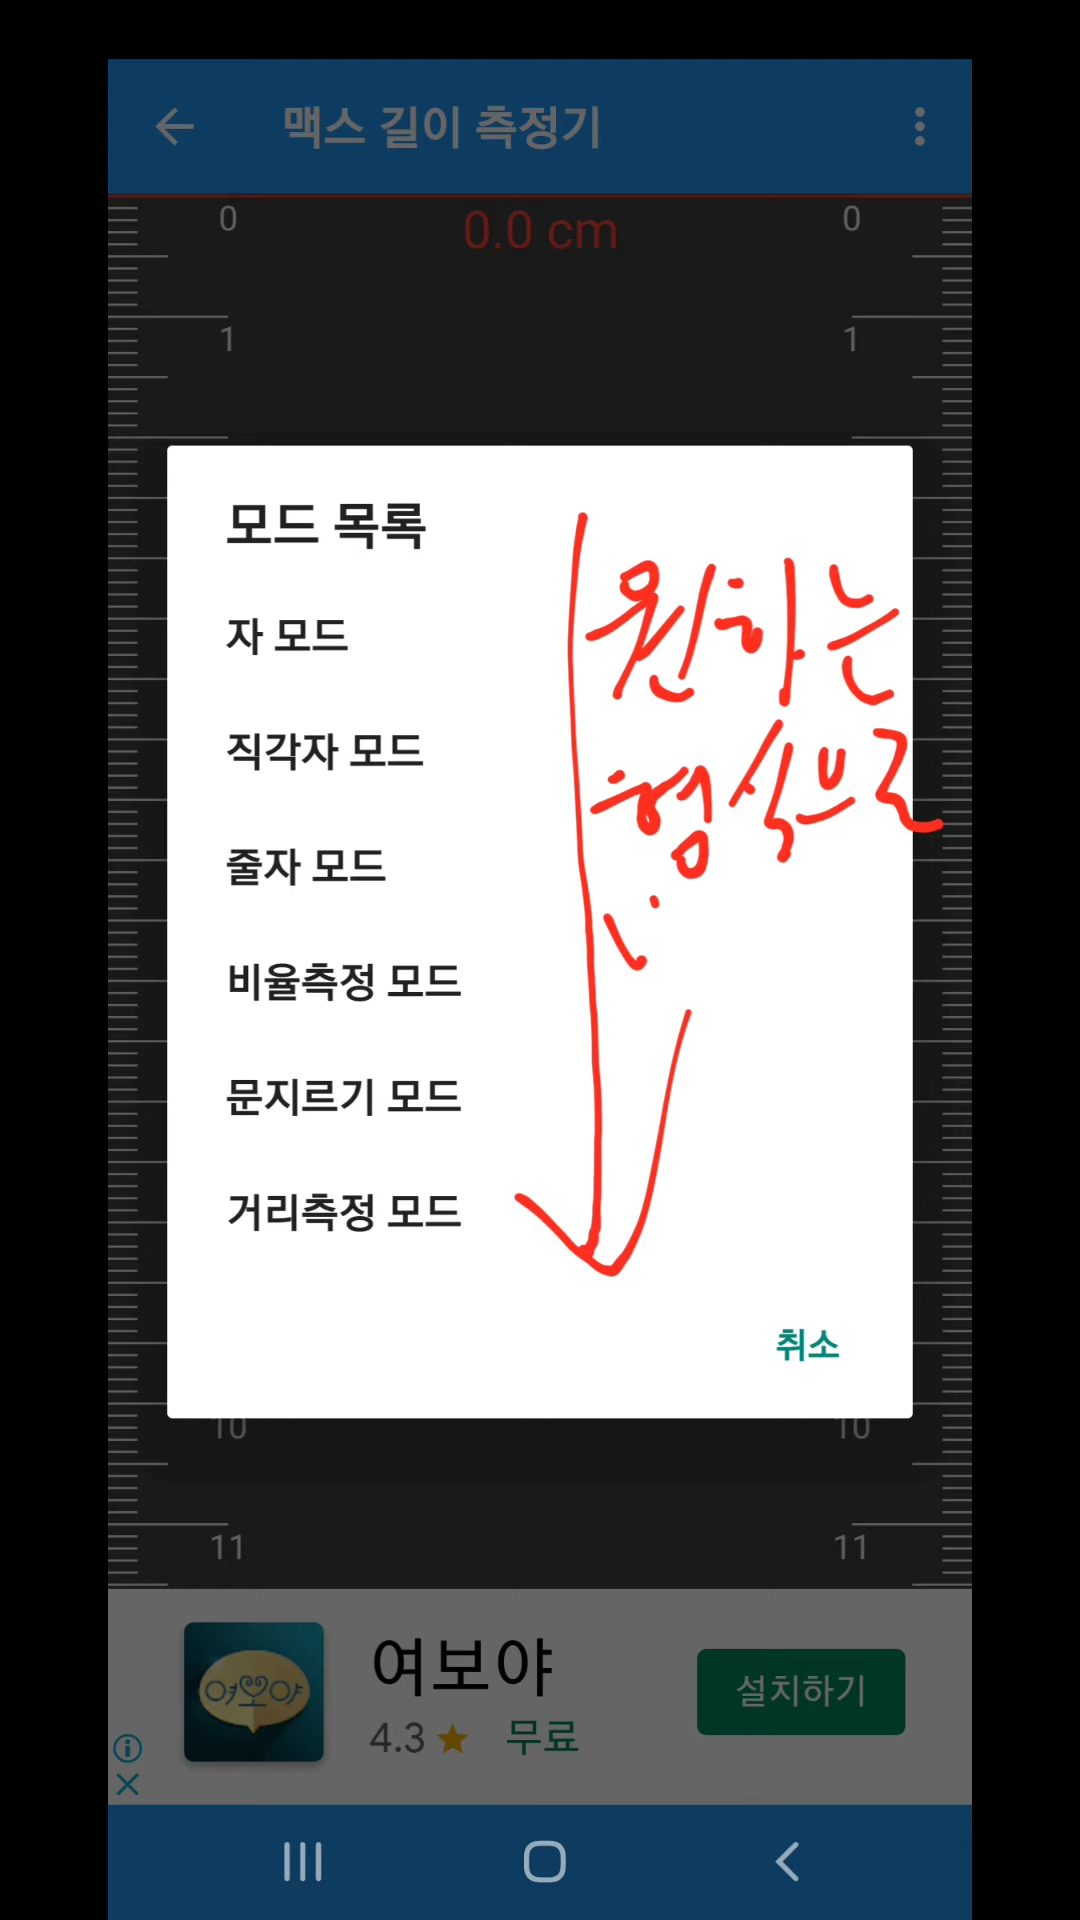 맥스 길이 측정기
0 0.0 cm 0
1 1
모드 목록
자 모드
직각자 모드
줄자 모드
비율측정 모드
문지르기 모드
거리측정 모드
원하는
형식으로
취소
10 10
11 11
여보야
여보야
4.3 ★ 무료
설치하기